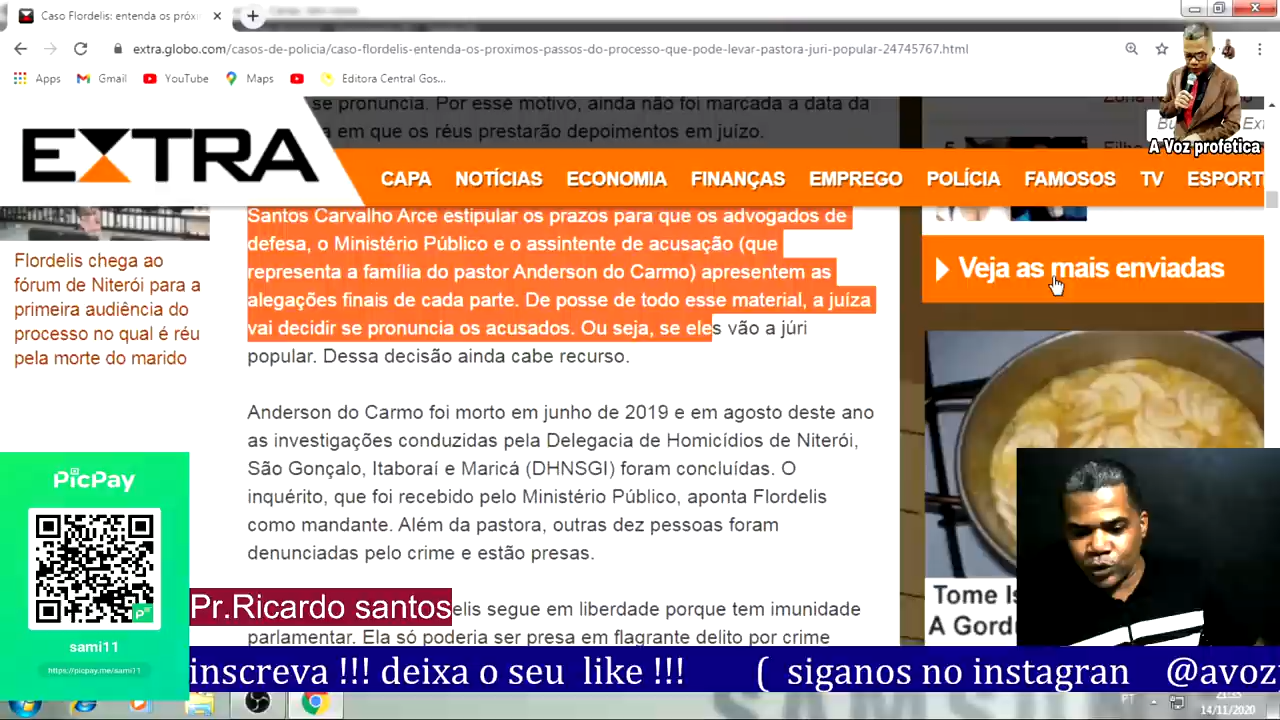 Caso Flordelis: entenda os próxi
extra.globo.com/casos-de-policia/caso-flordelis-entenda-os-proximos-passos-do-processo-que-pode-levar-pastora-juri-popular-24745767.html
Apps
Gmail
YouTube
Maps
Editora Central Gos...
se pronuncia. Por esse motivo, ainda não foi marcada a data da
em que os réus prestarão depoimentos em juízo.
A Voz profética
EXTRA
CAPA NOTÍCIAS ECONOMIA FINANÇAS EMPREGO POLÍCIA FAMOSOS TV ESPORT
Santos Carvalho Arce estipular os prazos para que os advogados de
defesa, o Ministério Público e o assintente de acusação (que
representa a família do pastor Anderson do Carmo) apresentem as
alegações finais de cada parte. De posse de todo esse material, a juíza
vai decidir se pronuncia os acusados. Ou seja, se eles vão a júri
popular. Dessa decisão ainda cabe recurso.
Flordelis chega ao
fórum de Niterói para a
primeira audiência do
processo no qual é réu
pela morte do marido
Veja as mais enviadas
Anderson do Carmo foi morto em junho de 2019 e em agosto deste ano
as investigações conduzidas pela Delegacia de Homicídios de Niterói,
São Gonçalo, Itaboraí e Maricá (DHNSGI) foram concluídas. O
inquérito, que foi recebido pelo Ministério Público, aponta Flordelis
como mandante. Além da pastora, outras dez pessoas foram
denunciadas pelo crime e estão presas.
elis segue em liberdade porque tem imunidade
parlamentar. Ela só poderia ser presa em flagrante delito por crime
Tome Is
A Gord
PicPay
sami11
https://picpay.me/sami11
Pr.Ricardo santos
inscreva !!! deixa o seu like !!! ( siganos no instagran @avoz
PT
14/11/2020